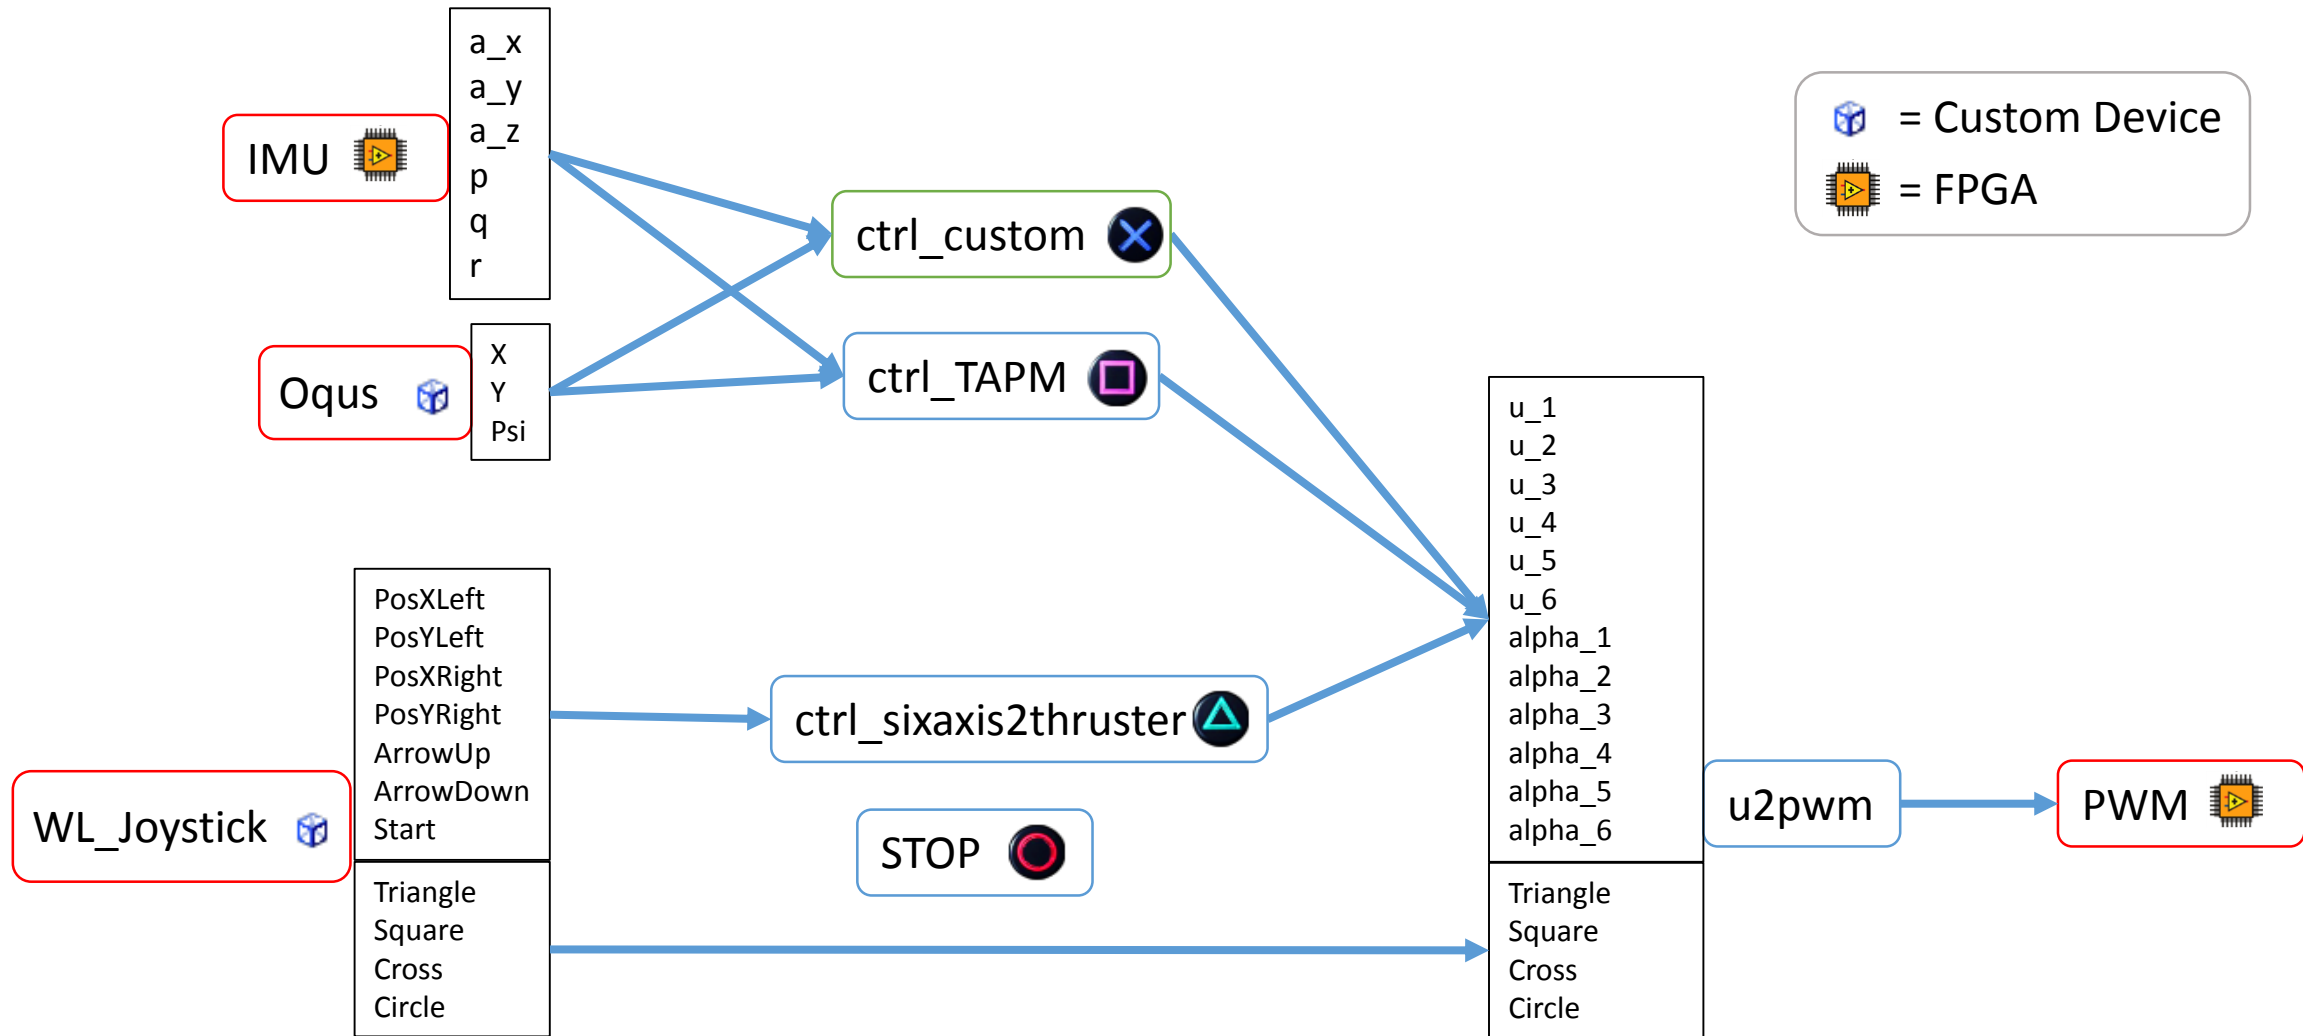 a_x
a_y
a_z
p
q
r
IMU
= Custom Device
= FPGA
ctrl_custom
X
Y
Psi
Oqus
ctrl_TAPM
PosXLeft
PosYLeft
PosXRight
PosYRight
ArrowUp
ArrowDown
Start
WL_Joystick
Triangle
Square
Cross
Circle
ctrl_sixaxis2thruster
STOP
u_1
u_2
u_3
u_4
u_5
u_6
alpha_1
alpha_2
alpha_3
alpha_4
alpha_5
alpha_6
Triangle
Square
Cross
Circle
u2pwm
PWM